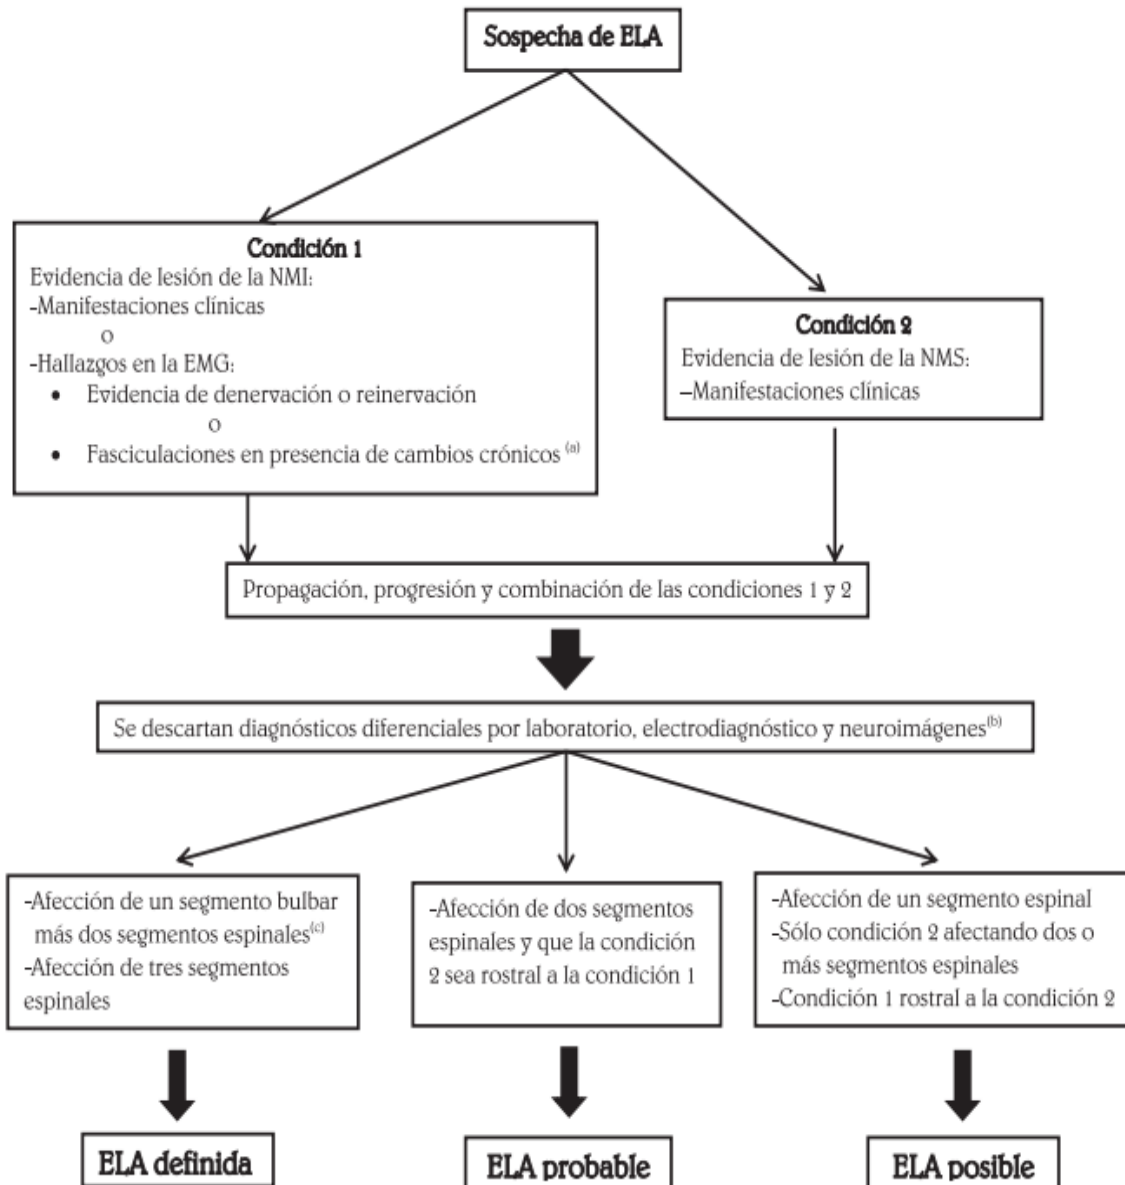 Sospecha de ELA
Condición 1
Evidencia de lesión de la NMI:
-Manifestaciones clínicas
o
-Hallazgos en la EMG:
• Evidencia de denervación o reinervación
o
• Fasciculaciones en presencia de cambios crónicos (a)
Condición 2
Evidencia de lesión de la NMS:
–Manifestaciones clínicas
Propagación, progresión y combinación de las condiciones 1 y 2
Se descartan diagnósticos diferenciales por laboratorio, electrodiagnóstico y neuroimágenes(b)
-Afección de un segmento bulbar
más dos segmentos espinales(c)
-Afección de tres segmentos
espinales
-Afección de dos segmentos
espinales y que la condición
2 sea rostral a la condición 1
-Afección de un segmento espinal
-Sólo condición 2 afectando dos o
más segmentos espinales
-Condición 1 rostral a la condición 2
ELA definida
ELA probable
ELA posible